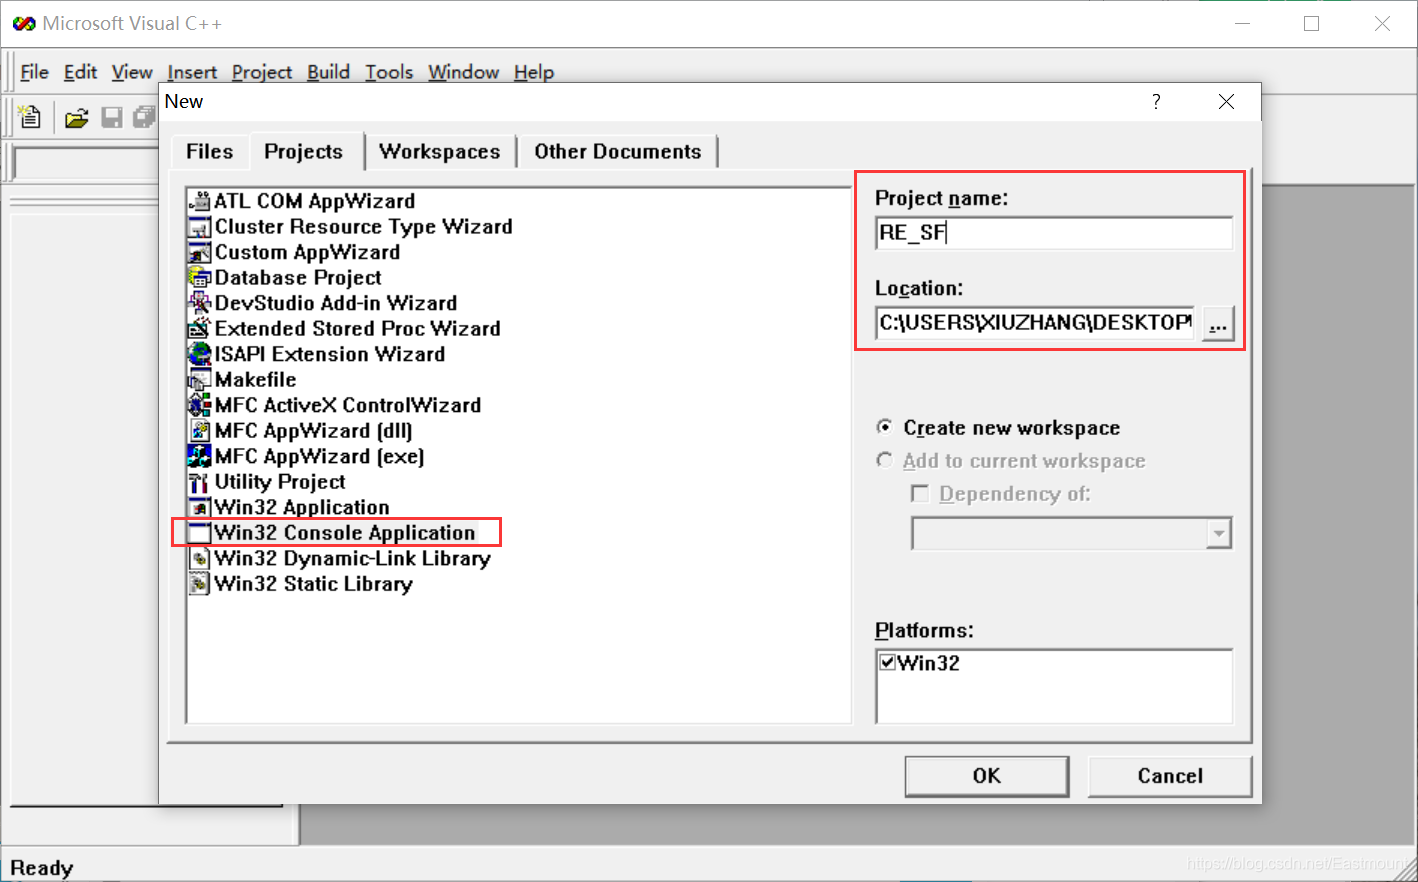 Microsoft Visual C++
File Edit View Insert Project Build Tools Window Help
New
?
Files Projects Workspaces Other Documents
ATL COM AppWizard
Cluster Resource Type Wizard
Custom AppWizard
Database Project
DevStudio Add-in Wizard
Extended Stored Proc Wizard
ISAPI Extension Wizard
Makefile
MFC ActiveX ControlWizard
MFC AppWizard (dll)
MFC AppWizard (exe)
Utility Project
Win32 Application
Win32 Console Application
Win32 Dynamic-Link Library
Win32 Static Library
Project name:
RE_SF
Location:
C:\USERS\XIUZHANG\DESKTOP\
...
Create new workspace
Add to current workspace
Dependency of:
Platforms:
Win32
OK Cancel
Ready
https://blog.csdn.net/Eastmount